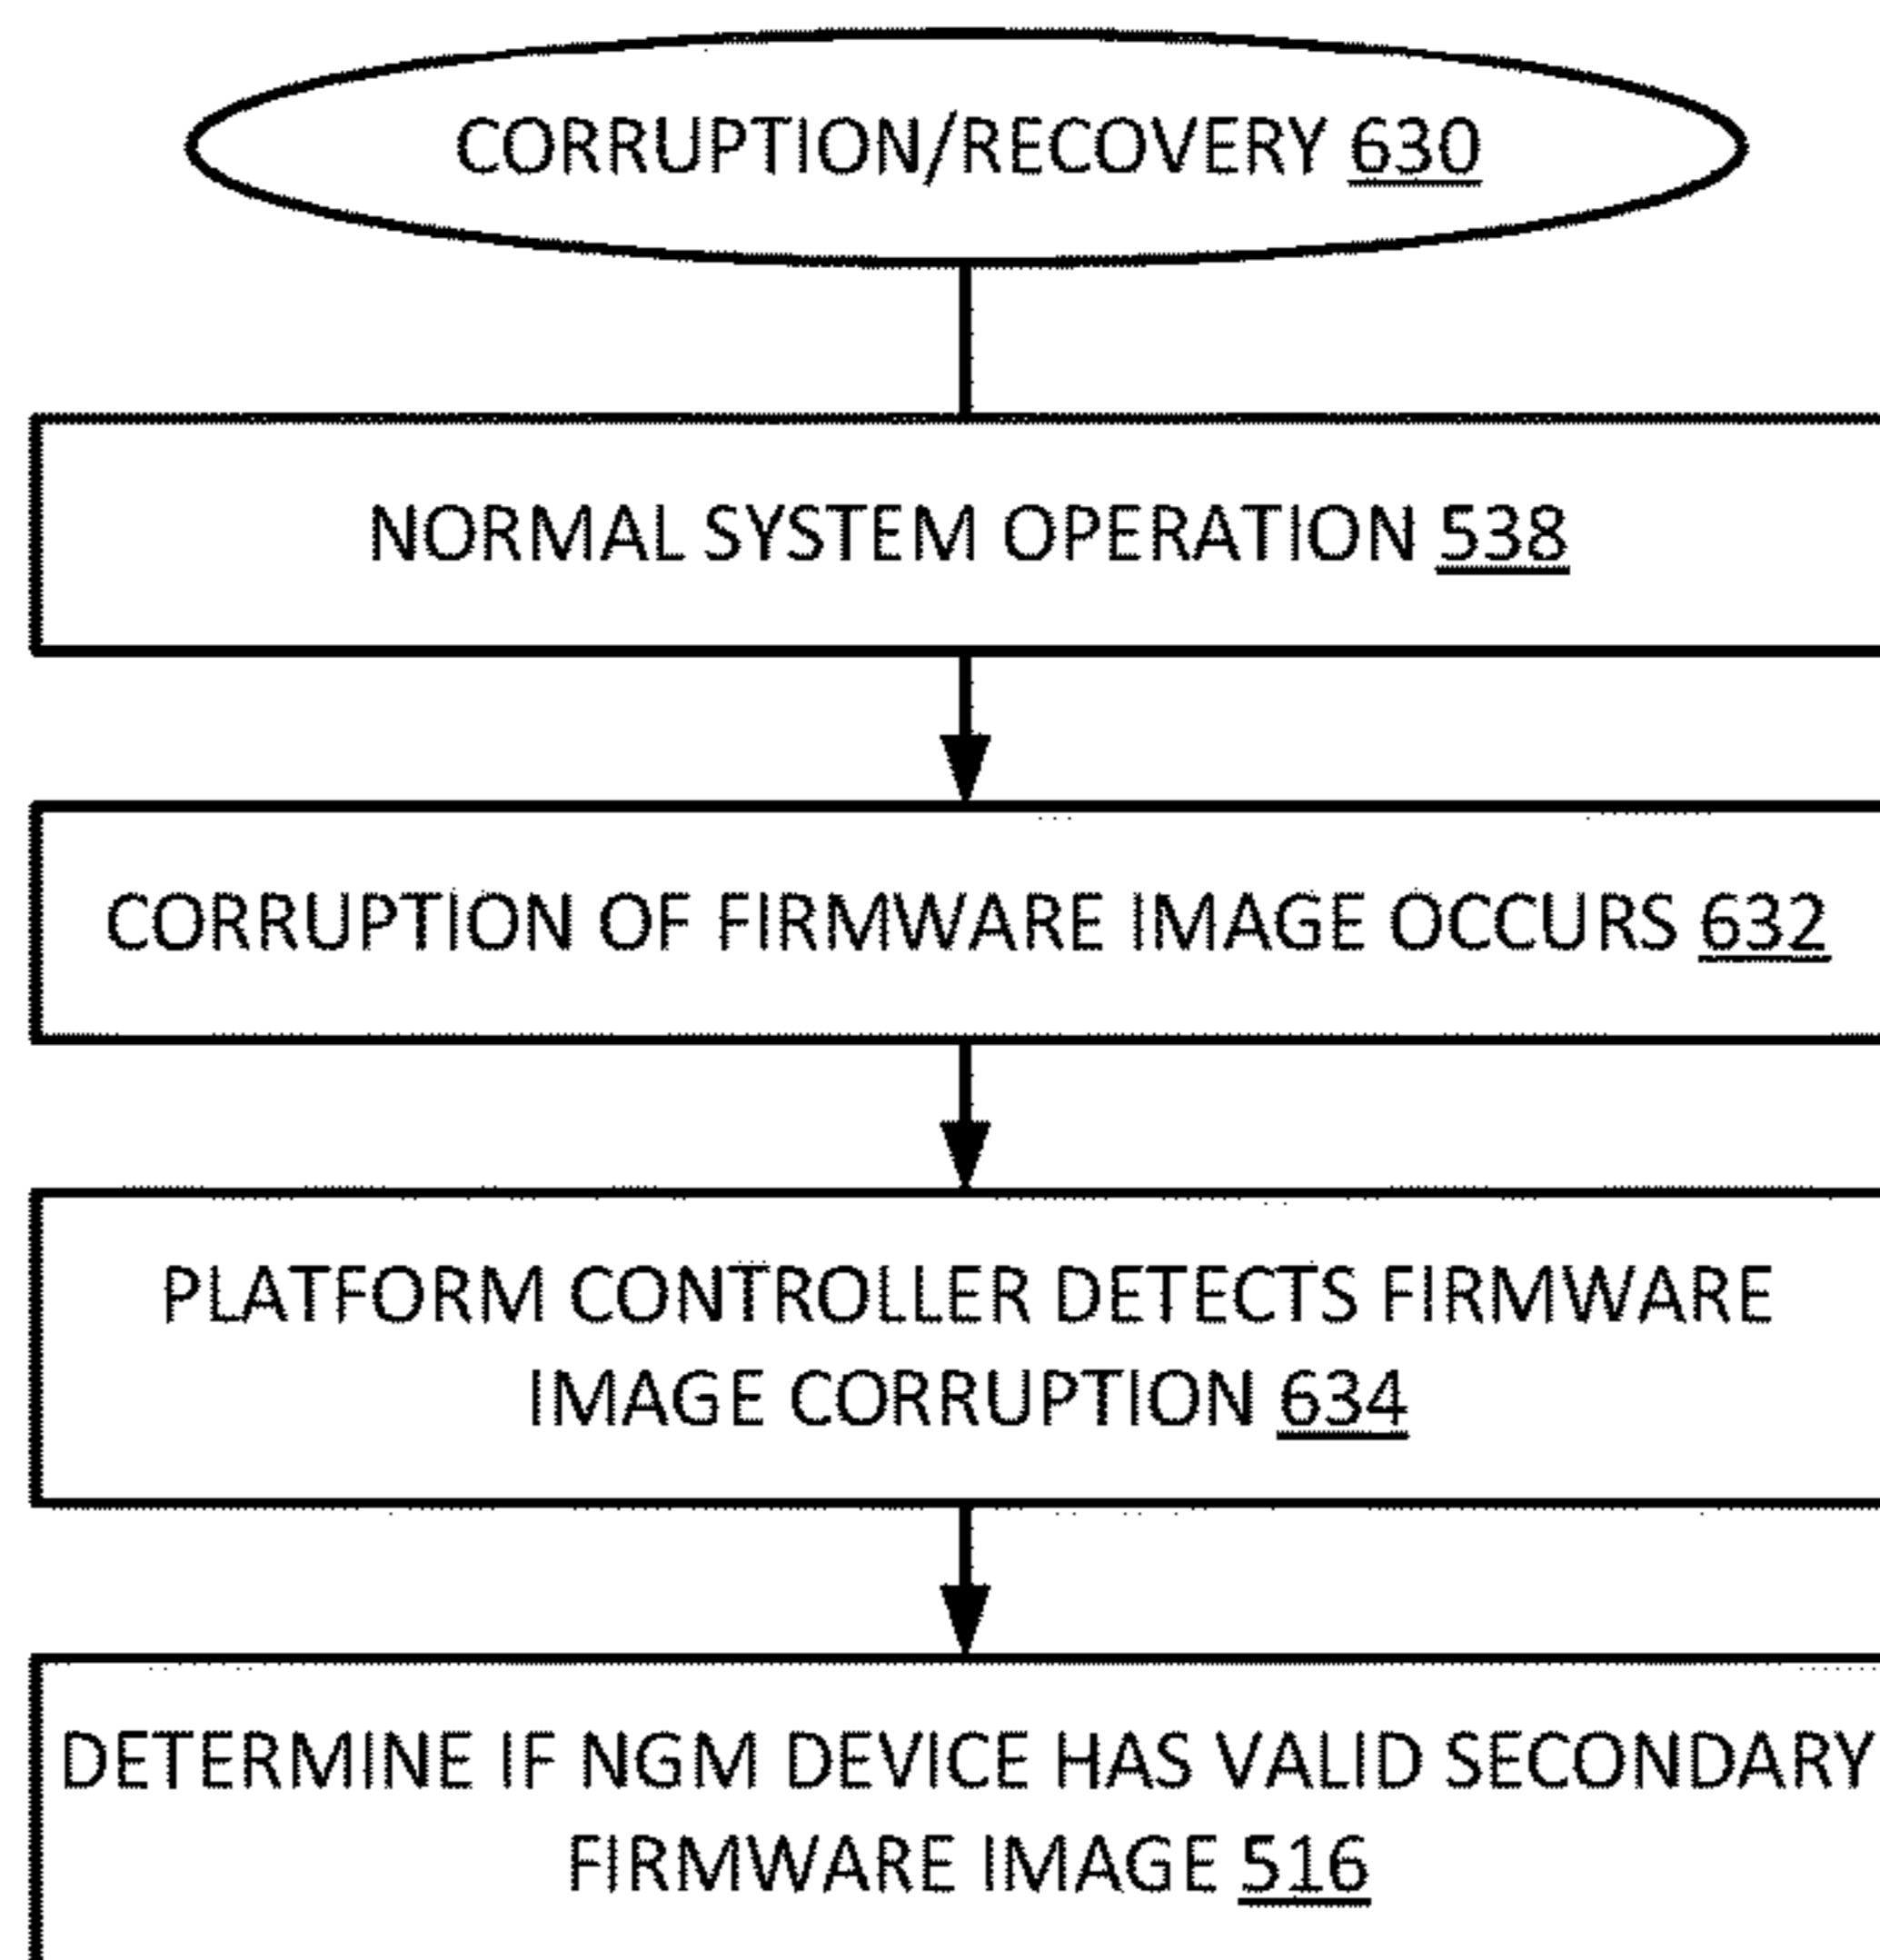 CORRUPTION/RECOVERY 630
NORMAL SYSTEM OPERATION 538
CORRUPTION OF FIRMWARE IMAGE OCCURS 632
PLATFORM CONTROLLER DETECTS FIRMWARE
IMAGE CORRUPTION 634
DETERMINE IF NGM DEVICE HAS VALID SECONDARY
FIRMWARE IMAGE 516